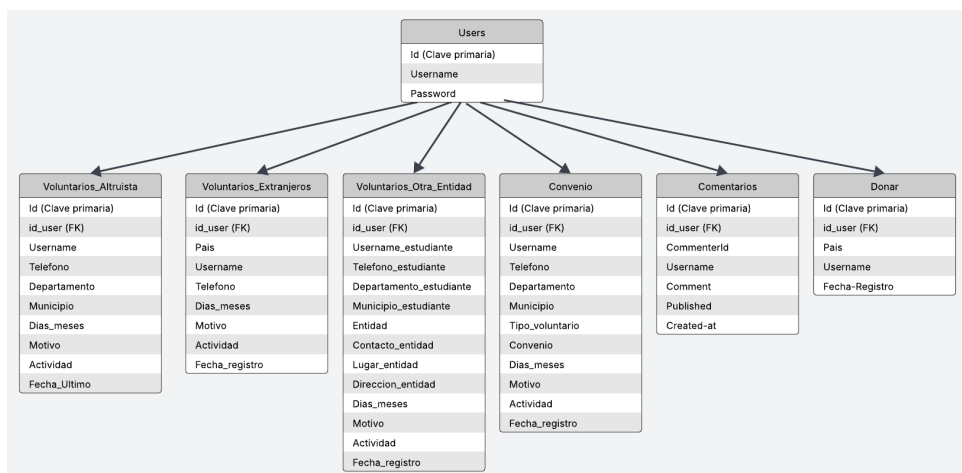 Users
Id (Clave primaria)
Username
Password
Voluntarios_Altruista
Id (Clave primaria)
id_user (FK)
Username
Telefono
Departamento
Municipio
Dias_meses
Motivo
Actividad
Fecha_Ultimo
Voluntarios_Extranjeros
Id (Clave primaria)
id_user (FK)
Pais
Username
Telefono
Dias_meses
Motivo
Actividad
Fecha_registro
Voluntarios_Otra_Entidad
Id (Clave primaria)
id_user (FK)
Username_estudiante
Telefono_estudiante
Departamento_estudiante
Municipio_estudiante
Entidad
Contacto_entidad
Lugar_entidad
Direccion_entidad
Dias_meses
Motivo
Actividad
Fecha_registro
Convenio
Id (Clave primaria)
id_user (FK)
Username
Telefono
Departamento
Municipio
Tipo_voluntario
Convenio
Dias_meses
Motivo
Actividad
Fecha_registro
Comentarios
Id (Clave primaria)
id_user (FK)
CommenterId
Username
Comment
Published
Created-at
Donar
Id (Clave primaria)
id_user (FK)
Pais
Username
Fecha-Registro